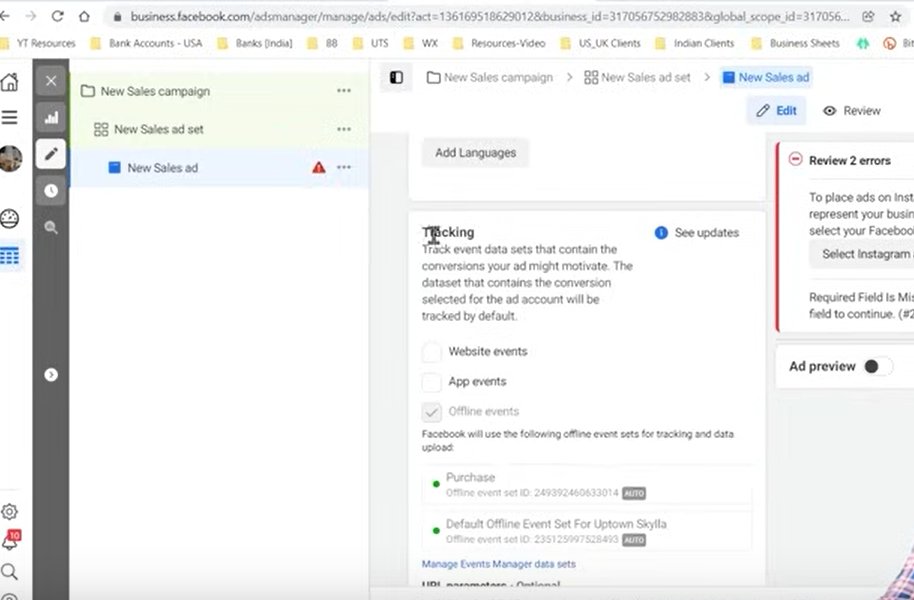 business.facebook.com/adsmanager/manage/ads/edit?act=136169518629012&business_id=317056752982883&global_scope_id=317056...
YT Resources Bank Accounts - USA Banks [India] BB UTS WX Resources-Video US_UK Clients Indian Clients Business Sheets Bit
New Sales campaign
New Sales ad set
New Sales ad
10
New Sales campaign > New Sales ad set > New Sales ad
Edit Review
Add Languages
Tracking
See updates
Track event data sets that contain the
conversions your ad might motivate. The
dataset that contains the conversion
selected for the ad account will be
tracked by default.
Website events
App events
Offline events
Facebook will use the following offline event sets for tracking and data
upload:
Purchase
Offline event set ID: 249392460633014 AUTO
Default Offline Event Set For Uptown Skylla
Offline event set ID: 235125997528493 AUTO
Manage Events Manager data sets
URL parameters • Optional
Review 2 errors
To place ads on Inst
represent your busin
select your Facebook
Select Instagram
Required Field Is Mis
field to continue. (#2
Ad preview